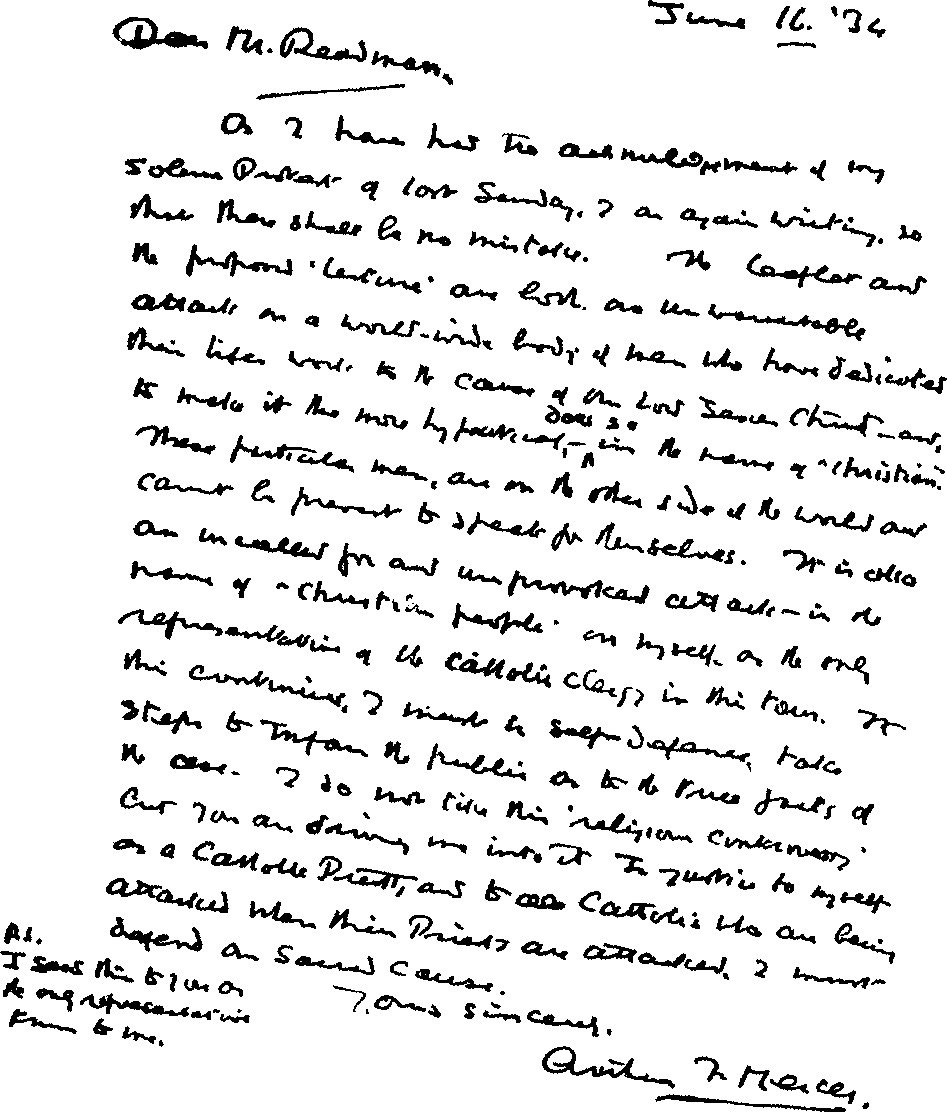 June 16. '34
Dear Mr. Readman,
As I have had no acknowledgement of my
Solemn Protest of last Sunday, I am again writing, so
that there shall be no mistake. The leaflet and
the proposed 'lecture' are both an unwarrantable
attack on a world-wide body of men who have dedicated
their lifes work to the cause of Our Lord Jesus Christ - and,
to make it the more hypocritical, - does so in the name of "Christian".
These particular men, are on the other side of the world and
cannot be present to speak for themselves. It is also
an uncalled for and unprovoked attack - in the
name of "Christian people" on myself as the only
representative of the Catholic clergy in this town. If
this continues, I must in self defence, take
steps to inform the public as to the true facts of
the case. I do not like this 'religious controversy'
but you are driving me into it. In justice to myself
as a Catholic Priest, and to all Catholics who are being
attacked when their Priests are attacked, I must
defend our Sacred Cause.
Yours sincerely,
Arthur F. Mercer.
P.S.
I send this to you as
the only representative
known to me.